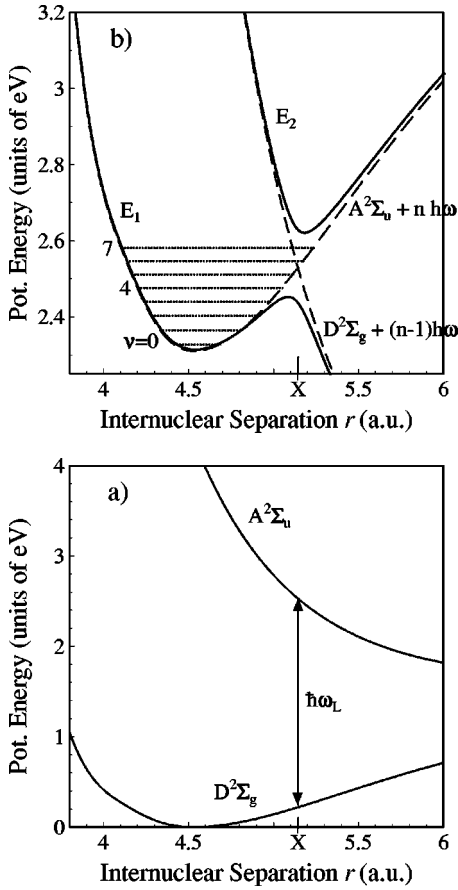 b)
3.2
3
2.8
2.6
2.4
Pot. Energy (units of eV)
E₁
E₂
7
4
ν=0
A²Σᵤ + n ħω
D²Σg + (n-1)ħω
4 4.5 X 5.5 6
Internuclear Separation r (a.u.)
a)
4
3
2
1
0
Pot. Energy (units of eV)
A²Σᵤ
ħω_L
D²Σg
4 4.5 X 5.5 6
Internuclear Separation r (a.u.)